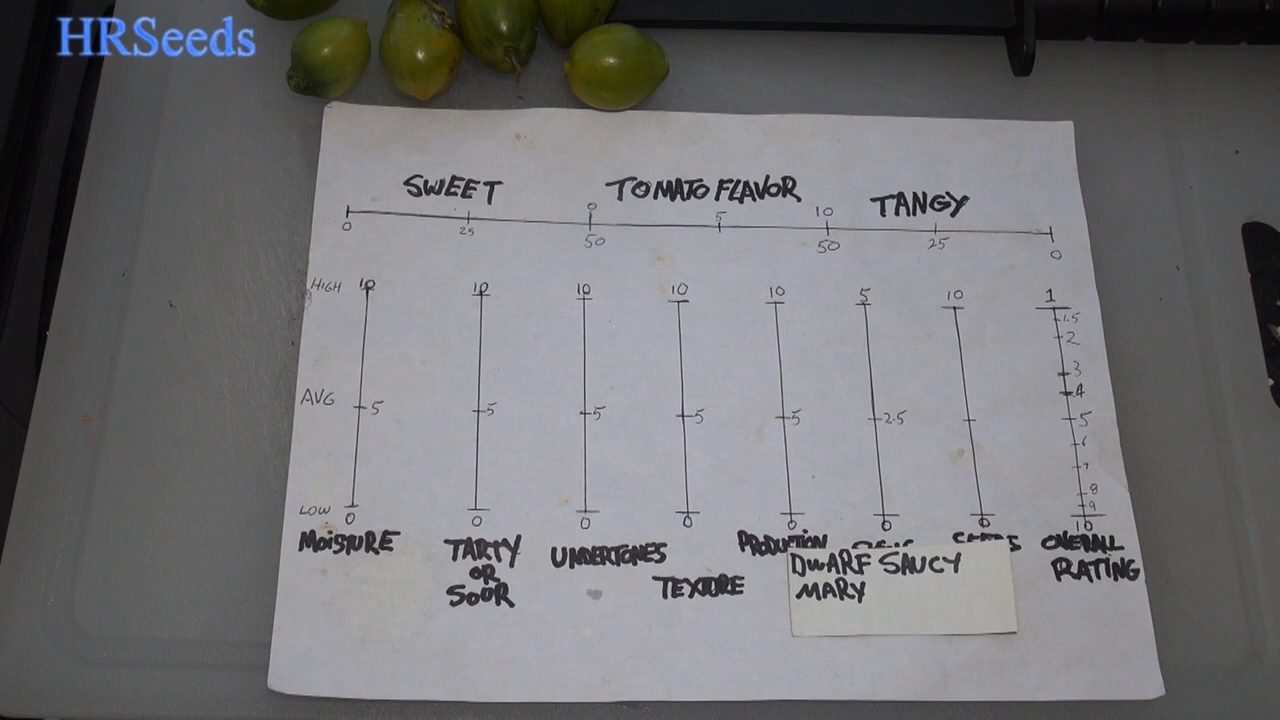 HRSeeds
SWEET TOMATO FLAVOR TANGY
0 5 10
0 25 50 50 25 0
HIGH 10 10 10 10 10 5 10 1
1.5
2
3
4
AVG 5 5 5 5 5 2.5 5
6
7
8
9
LOW 0 0 0 0 0 0 0 10
MOISTURE TARTY OR SOUR UNDERTONES TEXTURE PRODUCTION OVERALL RATING
DWARF SAUCY
MARY